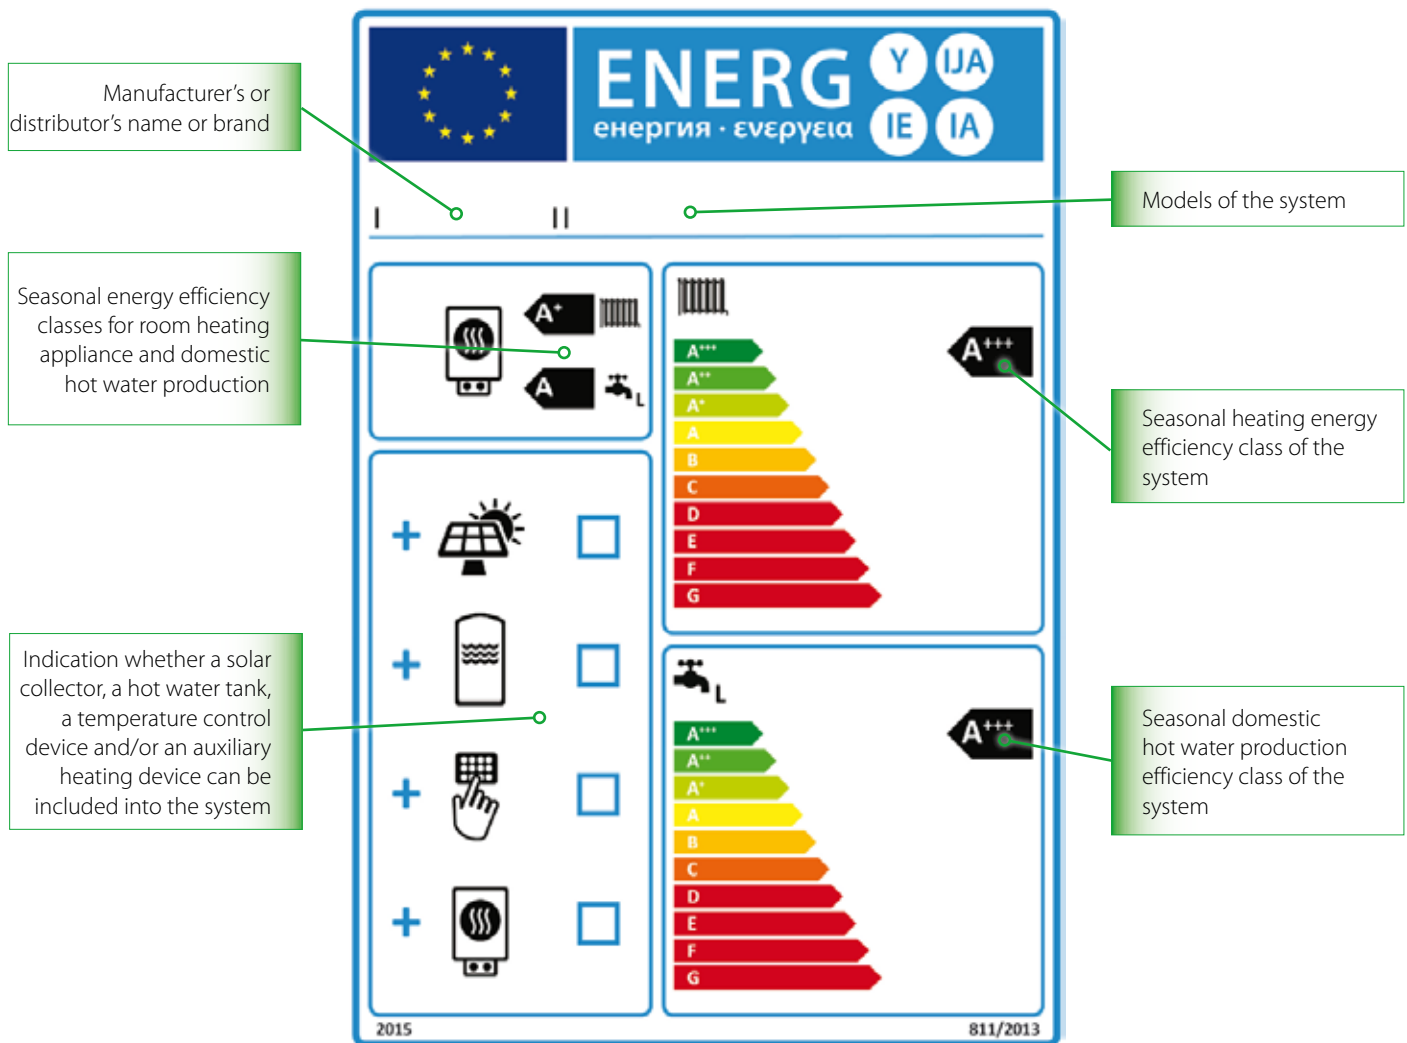 ENERG
енергия · ενεργεια
Y
IJA
IE
IA
Manufacturer's or
distributor's name or brand
I
II
Models of the system
Seasonal energy efficiency
classes for room heating
appliance and domestic
hot water production
A+
A
L
A+++
A++
A+
A
B
C
D
E
F
G
A+++
Seasonal heating energy
efficiency class of the
system
Indication whether a solar
collector, a hot water tank,
a temperature control
device and/or an auxiliary
heating device can be
included into the system
+
+
+
+
L
A+++
A++
A+
A
B
C
D
E
F
G
A+++
Seasonal domestic
hot water production
efficiency class of the
system
2015
811/2013